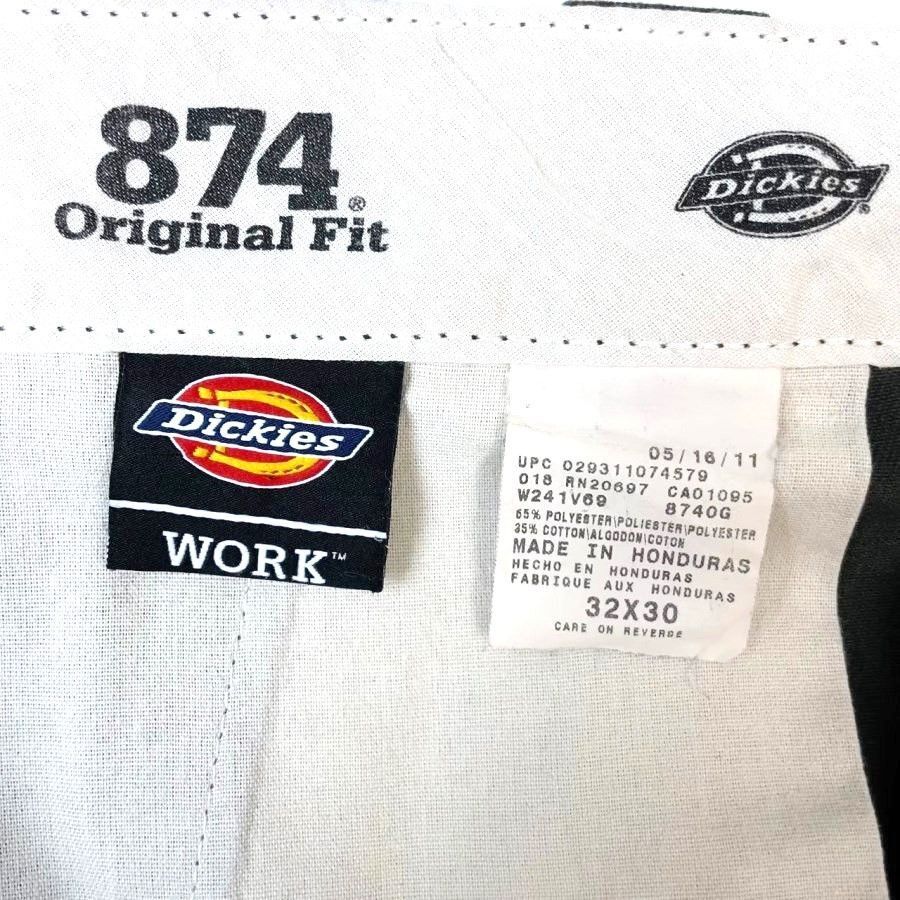 874®
Original Fit
Dickies®
Dickies
WORK™
05/16/11
UPC 029311074579
018 RN20697 CA01095
W241V69 8740G
65% POLYESTER\POLIESTER\POLYESTER
35% COTTON\ALGODON\COTON
MADE IN HONDURAS
HECHO EN HONDURAS
FABRIQUE AUX HONDURAS
32X30
CARE ON REVERSE